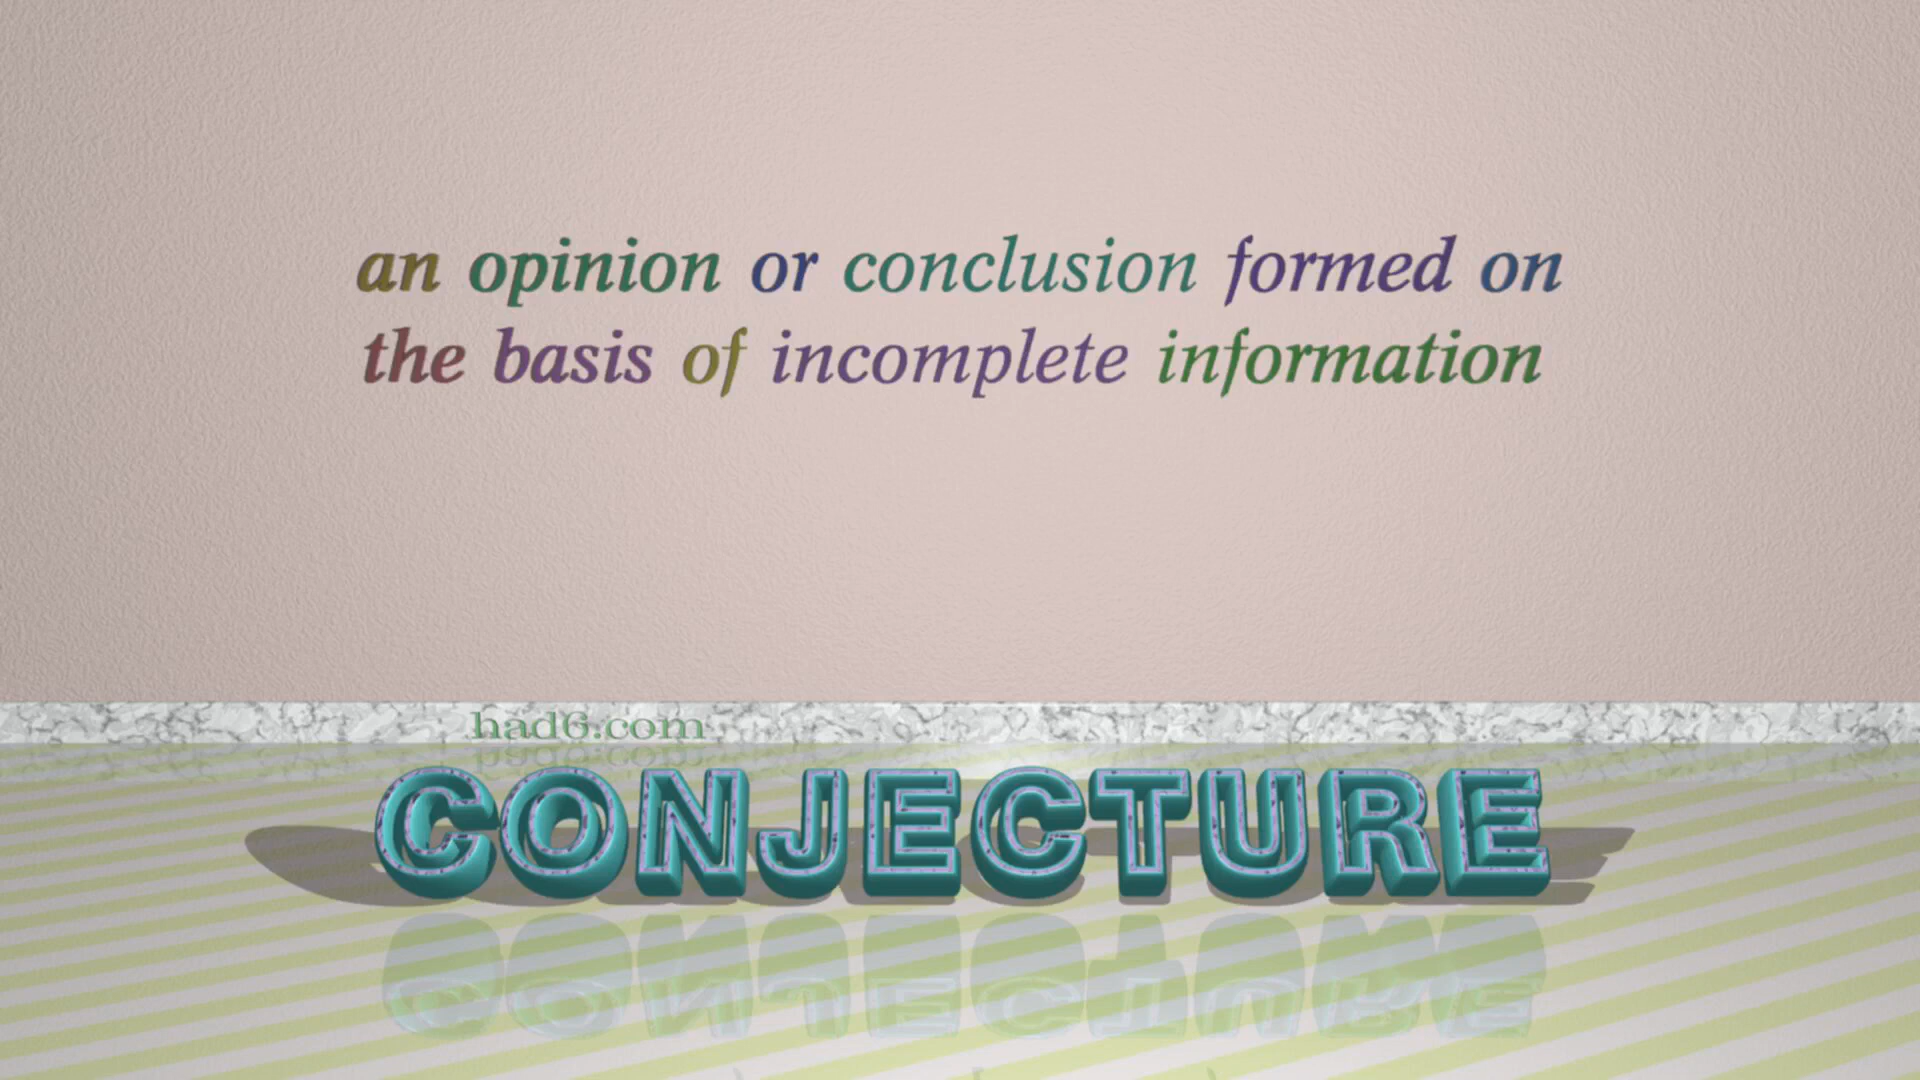 an opinion or conclusion formed on
the basis of incomplete information
had6.com
CONJECTURE